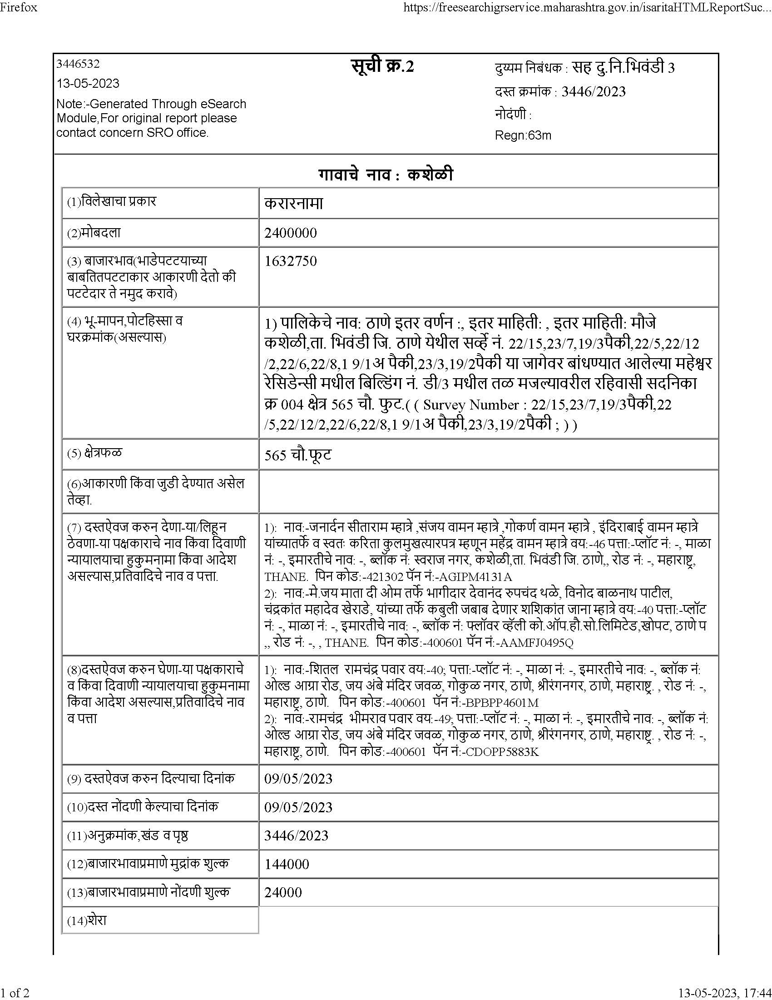 Firefox
https://freesearchigrservice.maharashtra.gov.in/isaritaHTMLReportSuc...
3446532
13-05-2023
Note:-Generated Through eSearch
Module,For original report please
contact concern SRO office.
सूची क्र.2
दुय्यम निबंधक : सह दु.नि.भिवंडी 3
दस्त क्रमांक : 3446/2023
नोदंणी :
Regn:63m
गावाचे नाव : कशेळी
(1)विलेखाचा प्रकार
करारनामा
(2)मोबदला
2400000
(3) बाजारभाव(भाडेपटटयाच्या
बाबतितपटटाकार आकारणी देतो की
पटटेदार ते नमुद करावे)
1632750
(4) भू-मापन,पोटहिस्सा व
घरक्रमांक(असल्यास)
1) पालिकेचे नाव: ठाणे इतर वर्णन :, इतर माहिती: , इतर माहिती: मौजे
कशेळी,ता. भिवंडी जि. ठाणे येथील सर्व्हे नं. 22/15,23/7,19/3पैकी,22/5,22/12
/2,22/6,22/8,1 9/1अ पैकी,23/3,19/2पैकी या जागेवर बांधण्यात आलेल्या महेश्वर
रेसिडेन्सी मधील बिल्डिंग नं. डी/3 मधील तळ मजल्यावरील रहिवासी सदनिका
क्र 004 क्षेत्र 565 चौ. फुट.( ( Survey Number : 22/15,23/7,19/3पैकी,22
/5,22/12/2,22/6,22/8,1 9/1अ पैकी,23/3,19/2पैकी ; ) )
(5) क्षेत्रफळ
565 चौ.फूट
(6)आकारणी किंवा जुडी देण्यात असेल
तेव्हा.
(7) दस्तऐवज करुन देणा-या/लिहून
ठेवणा-या पक्षकाराचे नाव किंवा दिवाणी
न्यायालयाचा हुकुमनामा किंवा आदेश
असल्यास,प्रतिवादिचे नाव व पत्ता.
1): नाव:-जनार्दन सीताराम म्हात्रे ,संजय वामन म्हात्रे ,गोकर्ण वामन म्हात्रे , इंदिराबाई वामन म्हात्रे
यांच्यातर्फे व स्वतः करिता कुलमुखत्यारपत्र म्हणून महेंद्र वामन म्हात्रे वय:-46 पत्ता:-प्लॉट नं: -, माळा
नं: -, इमारतीचे नाव: -, ब्लॉक नं: स्वराज नगर, कशेळी,ता. भिवंडी जि. ठाणे,, रोड नं: -, महाराष्ट्र,
THANE. पिन कोड:-421302 पॅन नं:-AGIPM4131A
2): नाव:-मे.जय माता दी ओम तर्फे भागीदार देवानंद रुपचंद थळे, विनोद बाळनाथ पाटील,
चंद्रकांत महादेव खेराडे, यांच्या तर्फे कबुली जबाब देणार शशिकांत जाना म्हात्रे वय:-40 पत्ता:-प्लॉट
नं: -, माळा नं: -, इमारतीचे नाव: -, ब्लॉक नं: फ्लॉवर व्हॅली को.ऑप.हौ.सो.लिमिटेड,खोपट, ठाणे प
,, रोड नं: -, , THANE. पिन कोड:-400601 पॅन नं:-AAMFJ0495Q
(8)दस्तऐवज करुन घेणा-या पक्षकाराचे
व किंवा दिवाणी न्यायालयाचा हुकुमनामा
किंवा आदेश असल्यास,प्रतिवादिचे नाव
व पत्ता
1): नाव:-शितल रामचंद्र पवार वय:-40; पत्ता:-प्लॉट नं: -, माळा नं: -, इमारतीचे नाव: -, ब्लॉक नं:
ओल्ड आग्रा रोड, जय अंबे मंदिर जवळ, गोकुळ नगर, ठाणे, श्रीरंगनगर, ठाणे, महाराष्ट्र. , रोड नं: -,
महाराष्ट्र, ठाणे. पिन कोड:-400601 पॅन नं:-BPBPP4601M
2): नाव:-रामचंद्र भीमराव पवार वय:-49; पत्ता:-प्लॉट नं: -, माळा नं: -, इमारतीचे नाव: -, ब्लॉक नं:
ओल्ड आग्रा रोड, जय अंबे मंदिर जवळ, गोकुळ नगर, ठाणे, श्रीरंगनगर, ठाणे, महाराष्ट्र. , रोड नं: -,
महाराष्ट्र, ठाणे. पिन कोड:-400601 पॅन नं:-CDOPP5883K
(9) दस्तऐवज करुन दिल्याचा दिनांक
09/05/2023
(10)दस्त नोंदणी केल्याचा दिनांक
09/05/2023
(11)अनुक्रमांक,खंड व पृष्ठ
3446/2023
(12)बाजारभावाप्रमाणे मुद्रांक शुल्क
144000
(13)बाजारभावाप्रमाणे नोंदणी शुल्क
24000
(14)शेरा
1 of 2
13-05-2023, 17:44